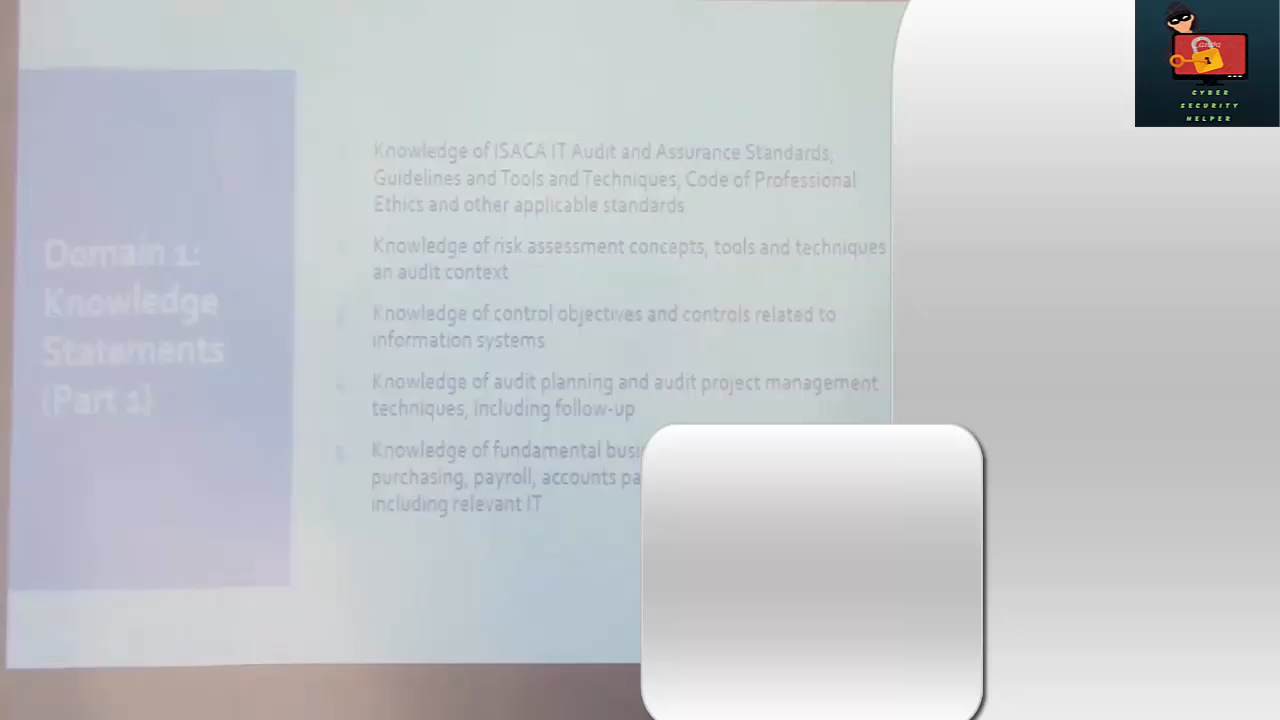 Domain 1:
Knowledge
Statements
(Part 1)
Knowledge of ISACA IT Audit and Assurance Standards,
Guidelines and Tools and Techniques, Code of Professional
Ethics and other applicable standards
Knowledge of risk assessment concepts, tools and techniques
an audit context
Knowledge of control objectives and controls related to
information systems
Knowledge of audit planning and audit project management
techniques, including follow-up
Knowledge of fundamental busi
purchasing, payroll, accounts pa
including relevant IT
CYBER
SECURITY
HELPER